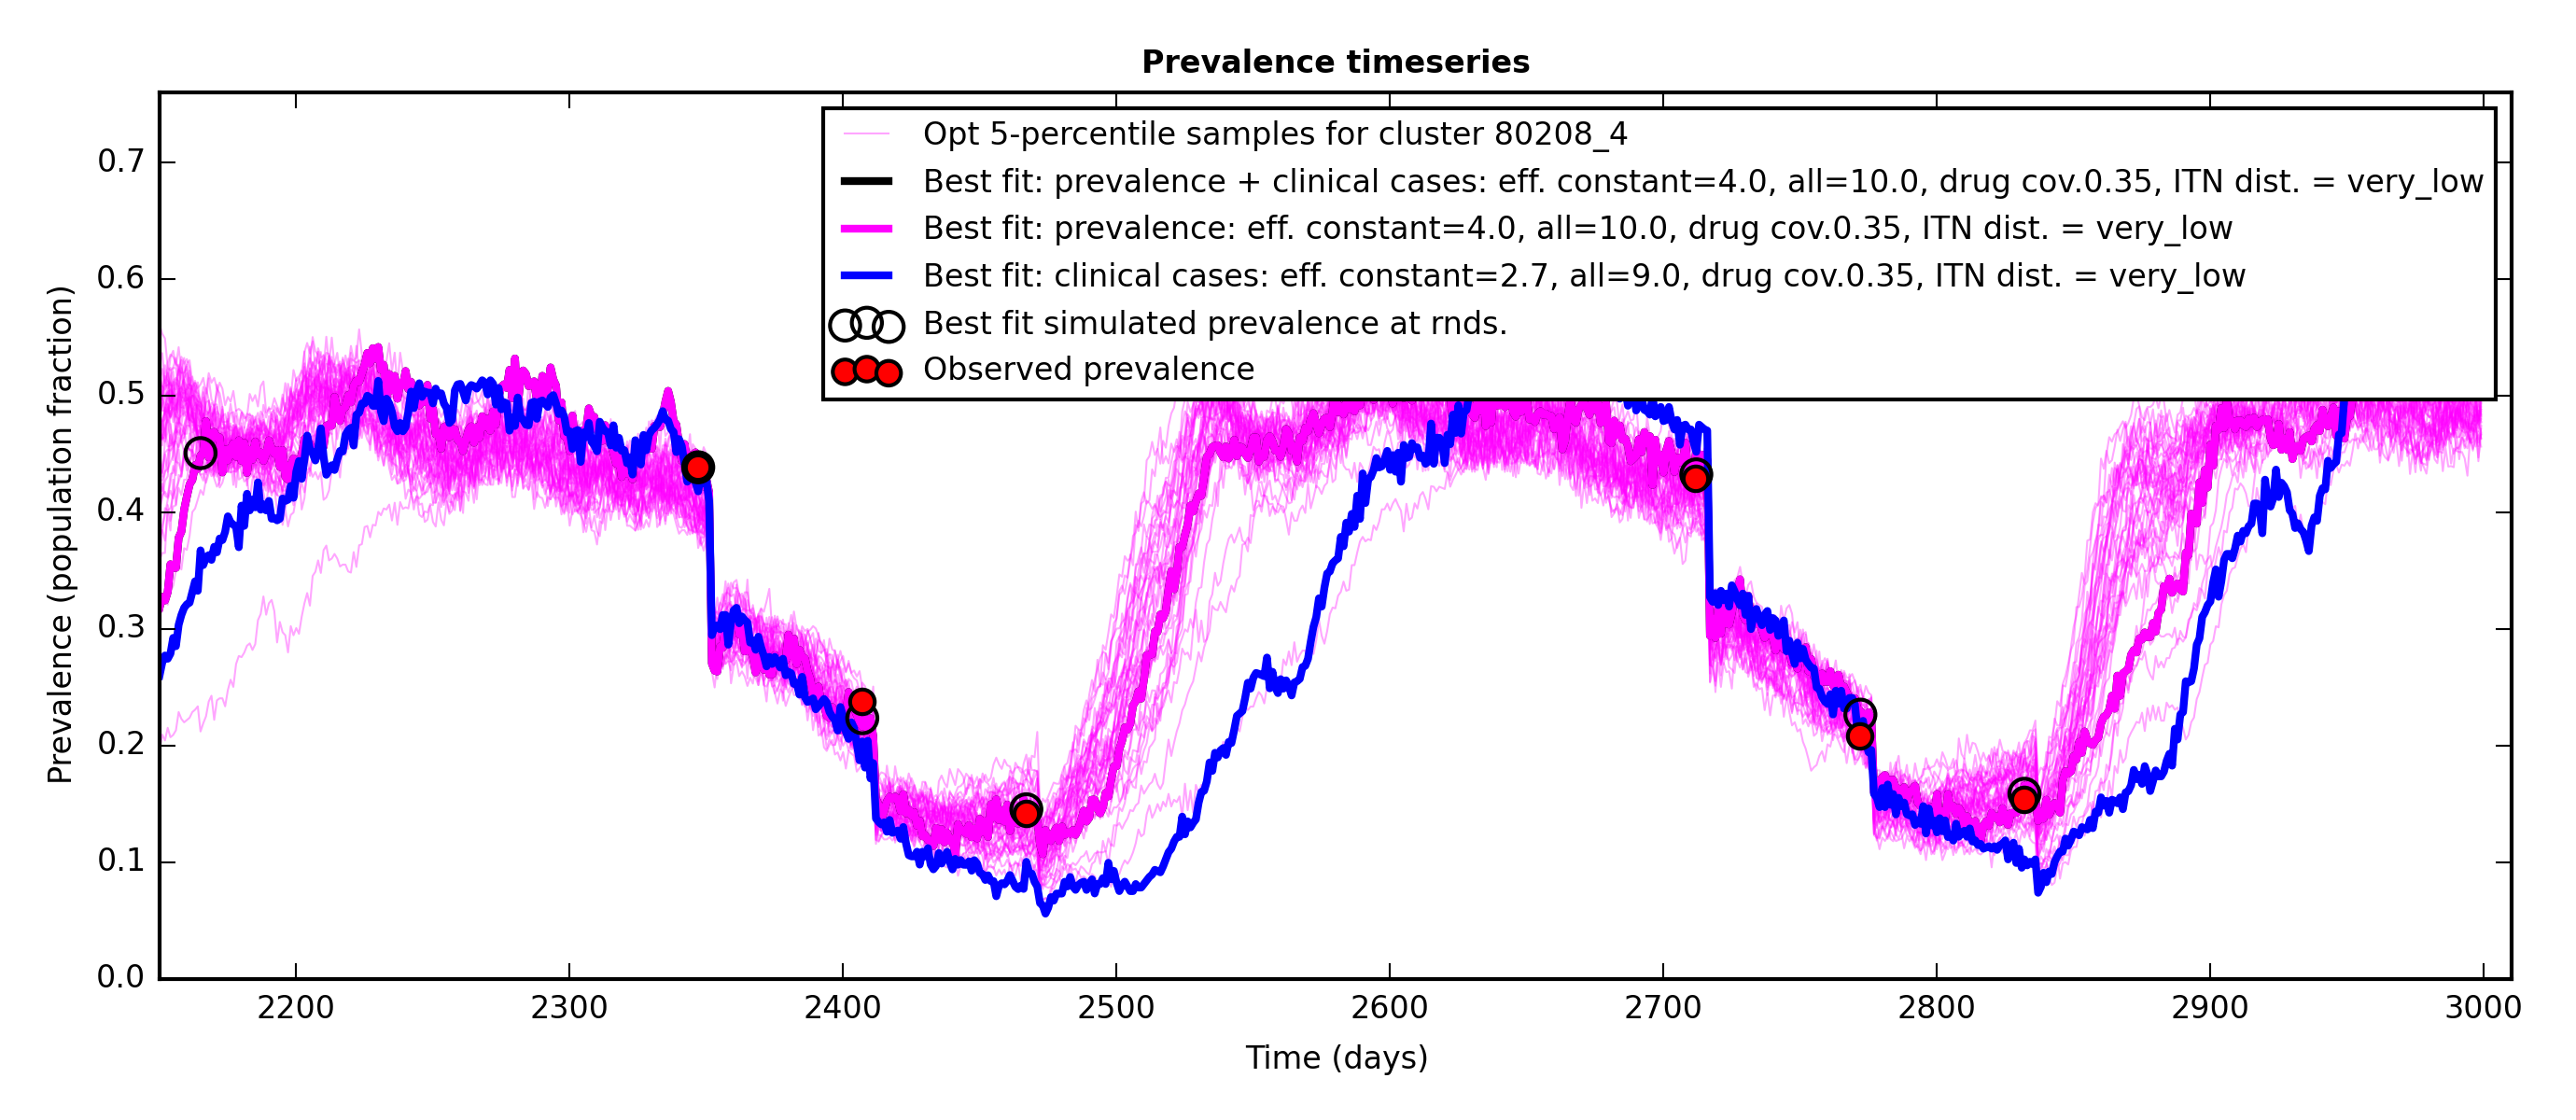 Prevalence timeseries
Opt 5-percentile samples for cluster 80208_4
Best fit: prevalence + clinical cases: eff. constant=4.0, all=10.0, drug cov.0.35, ITN dist. = very_low
Best fit: prevalence: eff. constant=4.0, all=10.0, drug cov.0.35, ITN dist. = very_low
Best fit: clinical cases: eff. constant=2.7, all=9.0, drug cov.0.35, ITN dist. = very_low
Best fit simulated prevalence at rnds.
Observed prevalence
Prevalence (population fraction)
0.7
0.6
0.5
0.4
0.3
0.2
0.1
0.0
2200 2300 2400 2500 2600 2700 2800 2900 3000
Time (days)